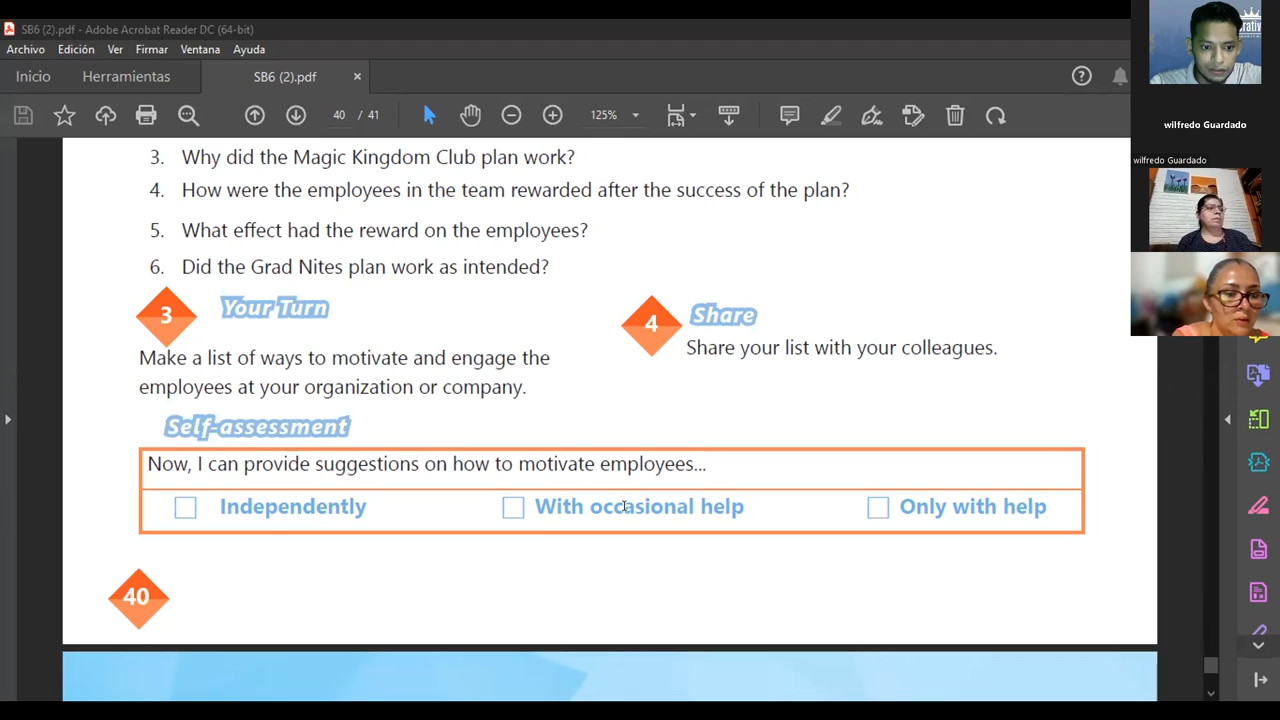 SB6 (2).pdf - Adobe Acrobat Reader DC (64-bit)
Archivo Edición Ver Firmar Ventana Ayuda
Inicio Herramientas SB6 (2).pdf ×
40 / 41 125%
3. Why did the Magic Kingdom Club plan work?
4. How were the employees in the team rewarded after the success of the plan?
5. What effect had the reward on the employees?
6. Did the Grad Nites plan work as intended?
3 Your Turn
Make a list of ways to motivate and engage the
employees at your organization or company.
4 Share
Share your list with your colleagues.
Self-assessment
Now, I can provide suggestions on how to motivate employees...
Independently With occasional help Only with help
40
wilfredo Guardado
wilfredo Guardado